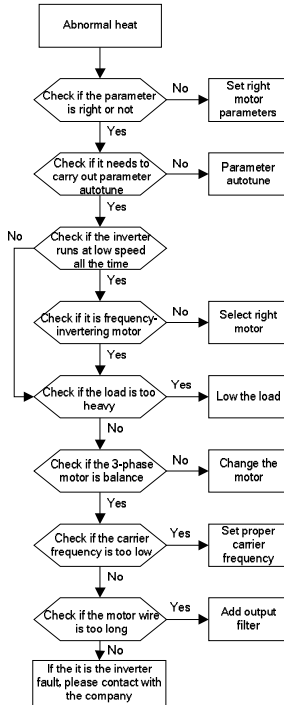 Abnormal heat
Check if the parameter
is right or not
No
Set right
motor
parameters
Yes
Check if it needs to
carry out parameter
autotune
No
Parameter
autotune
Yes
No
Check if the inverter
runs at low speed
all the time
Yes
Check if it is frequency-
invertering motor
No
Select right
motor
Yes
Check if the load is too
heavy
Yes
Low the load
No
Check if the 3-phase
motor is balance
No
Change the
motor
Yes
Check if the carrier
frequency is too low
Yes
Set proper
carrier
frequency
No
Check if the motor wire
is too long
Yes
Add output
filter
No
If the it is the inverter
fault, please contact with
the company